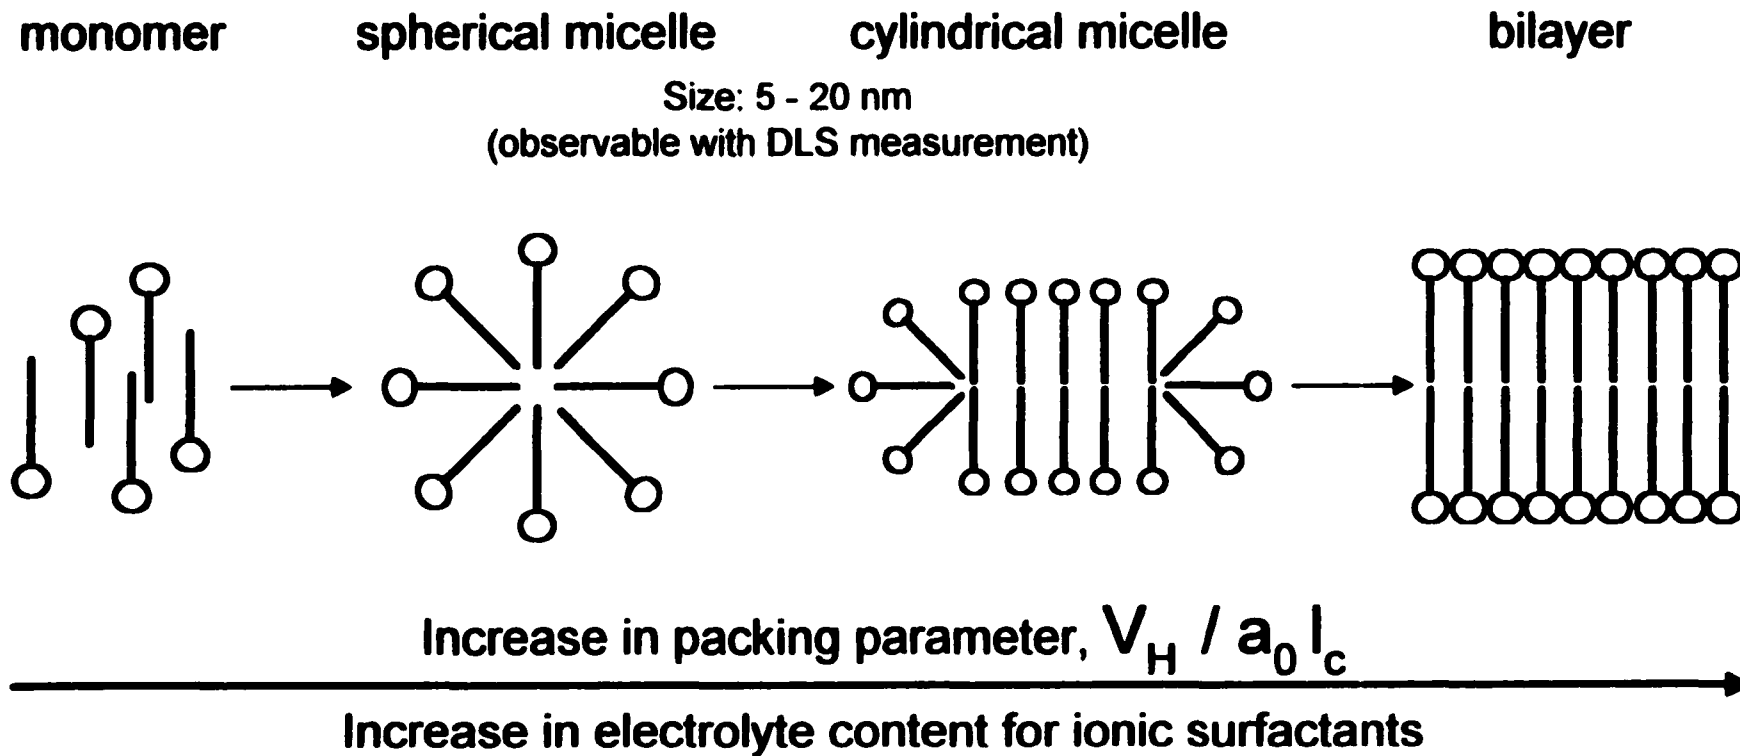 monomer spherical micelle cylindrical micelle bilayer
Size: 5 - 20 nm
(observable with DLS measurement)
Increase in packing parameter, V_H / a_0 l_c
Increase in electrolyte content for ionic surfactants